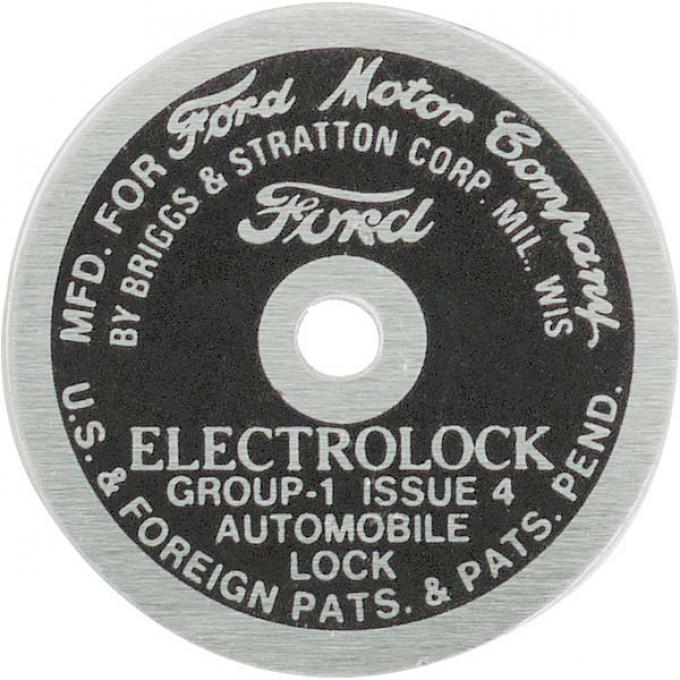 MFD. FOR Ford Motor Company
BY BRIGGS & STRATTON CORP. MIL., WIS
Ford
ELECTROLOCK
GROUP-1 ISSUE 4
AUTOMOBILE
LOCK
U.S. & FOREIGN PATS. & PATS. PEND.